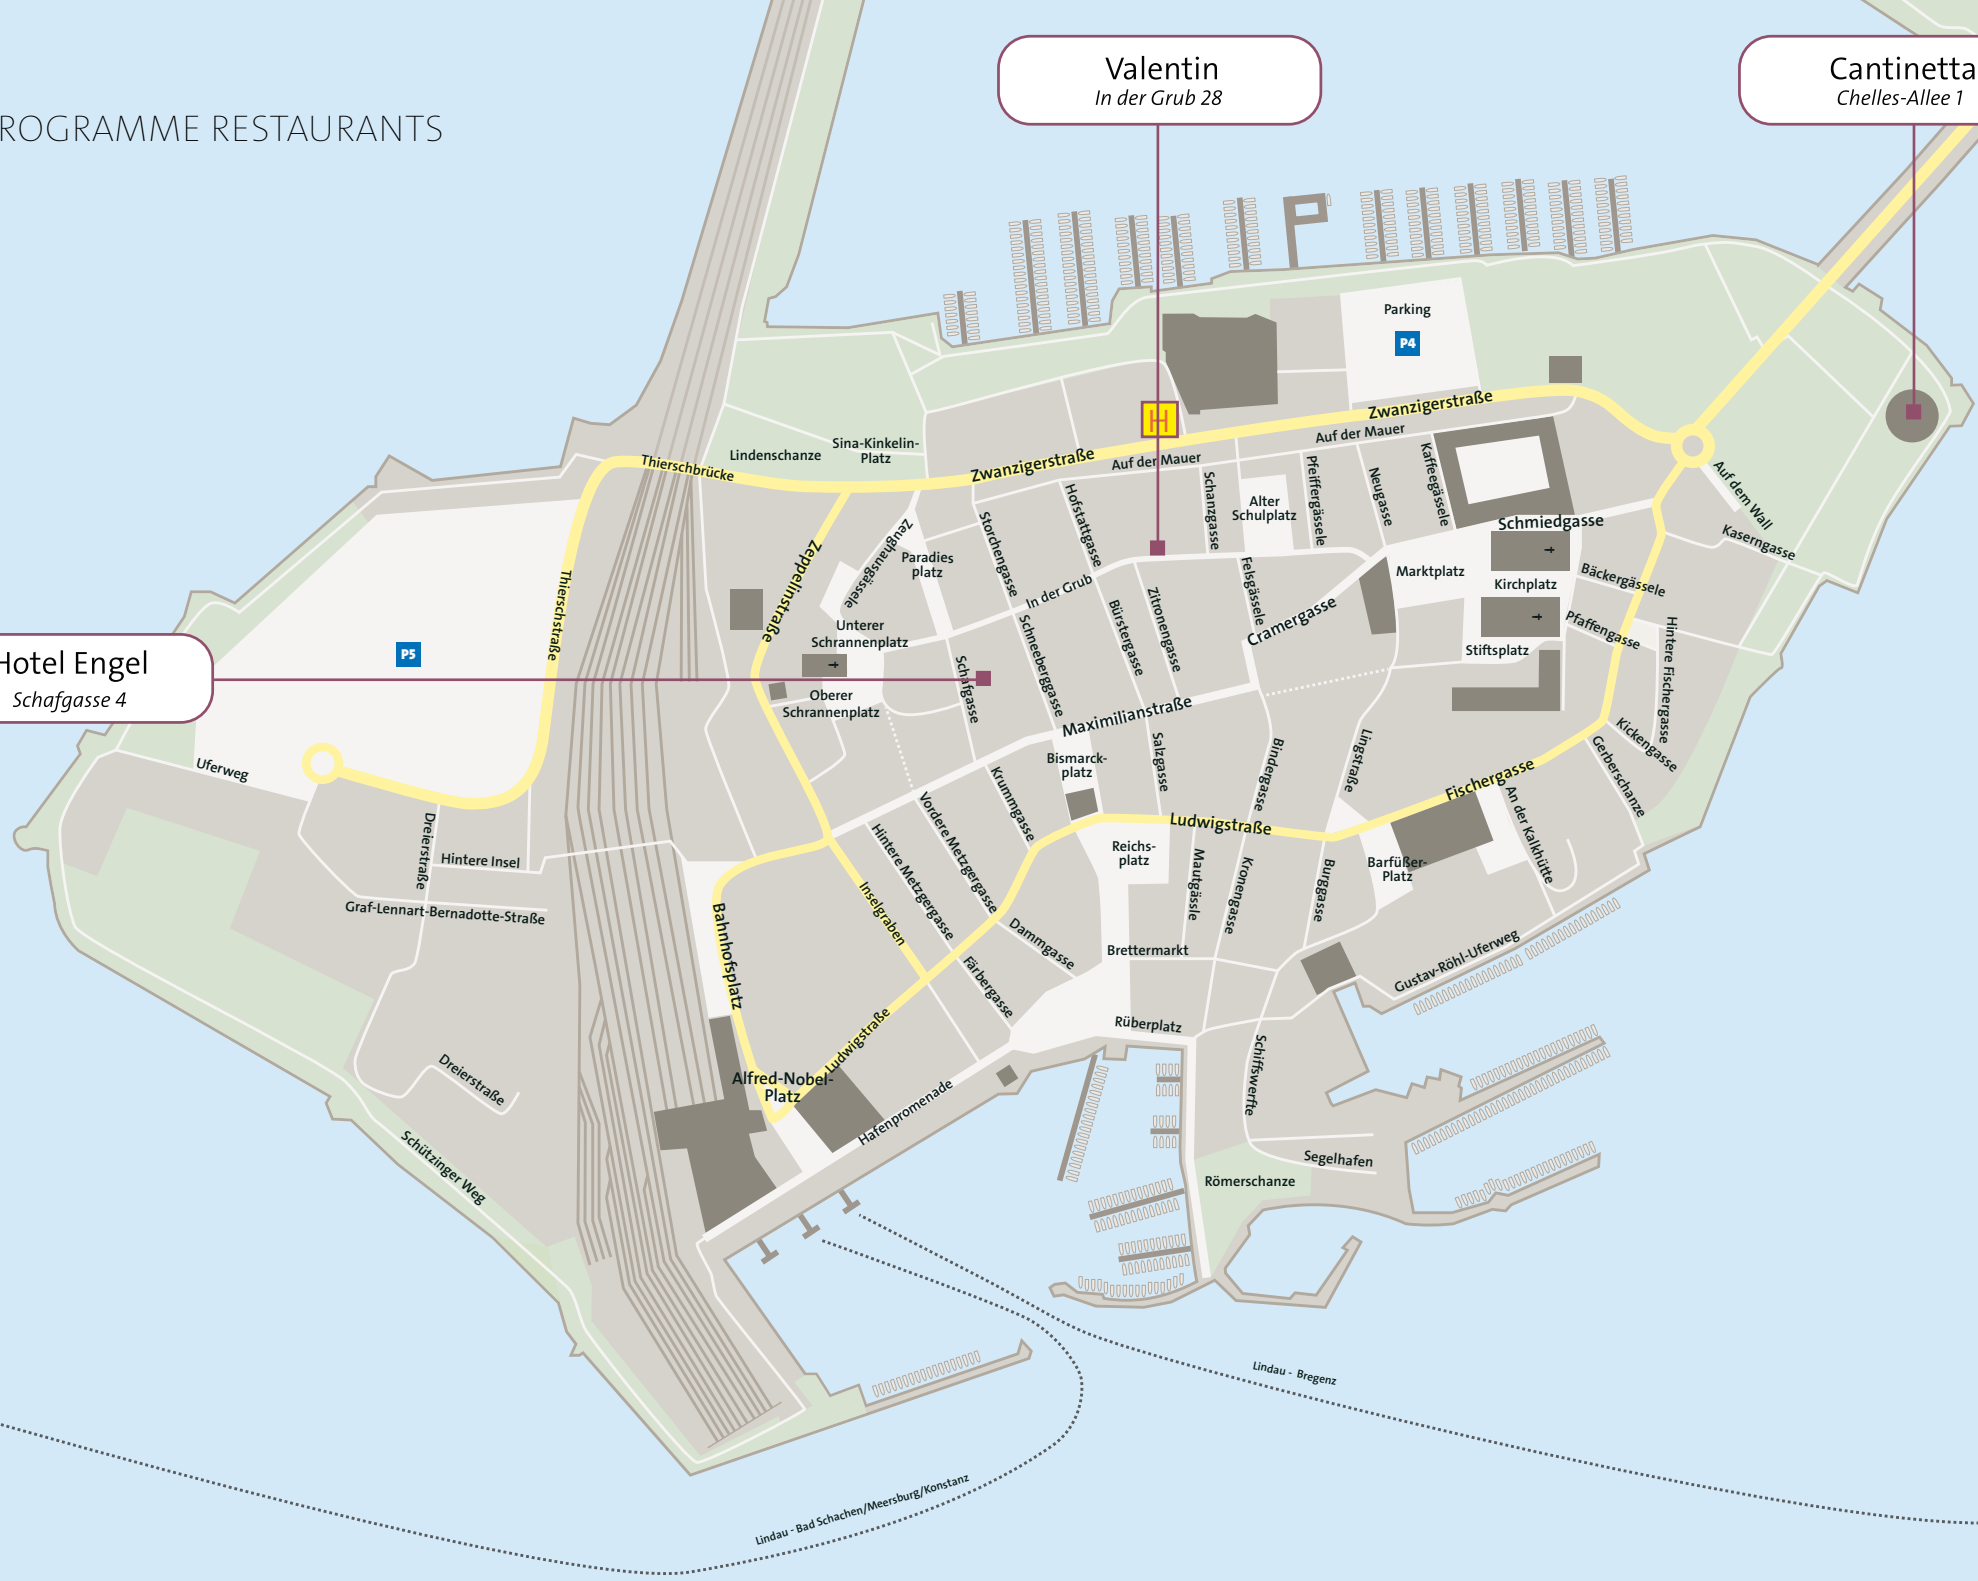 ROGRAMME RESTAURANTS
Valentin
In der Grub 28
Cantinetta
Chelles-Allee 1
Hotel Engel
Schafgasse 4
Parking
P4
H
Zwanzigerstraße
Auf der Mauer
Zwanzigerstraße
Auf der Mauer
Thierschbrücke
Lindenschanze
Sina-Kinkelin-
Platz
Auf dem Wall
Kaserngasse
Schmiedgasse
Kaffegässele
Neugasse
Pfeiffergässele
Alter
Schulplatz
Schanzgasse
Hofstattgasse
Storchengasse
Zeughausgässele
Paradies
platz
Zeppelinstraße
Thierschstraße
P5
Marktplatz
Kirchplatz
Bäckergässele
Pfaffengasse
Hintere Fischergasse
Stiftsplatz
Felsgässele
Cramergasse
In der Grub
Zitronengasse
Bürstergasse
Schneeberggasse
Unterer
Schrannenplatz
Schafgasse
Oberer
Schrannenplatz
Maximilianstraße
Bismarck-
platz
Salzgasse
Bindergasse
Lingstraße
Kickengasse
Gerberschanze
Fischergasse
An der Kalkhütte
Uferweg
Dreierstraße
Hintere Insel
Graf-Lennart-Bernadotte-Straße
Krummgasse
Vordere Metzgergasse
Hintere Metzgergasse
Inselgraben
Ludwigstraße
Reichs-
platz
Mautgässle
Kronengasse
Burggasse
Barfüßer-
Platz
Bahnhofsplatz
Dammgasse
Färbergasse
Brettermarkt
Gustav-Röhl-Uferweg
Rüberplatz
Ludwigstraße
Alfred-Nobel-
Platz
Hafenpromenade
Schiffswerfte
Dreierstraße
Schützinger Weg
Segelhafen
Römerschanze
Lindau - Bregenz
Lindau - Bad Schachen/Meersburg/Konstanz